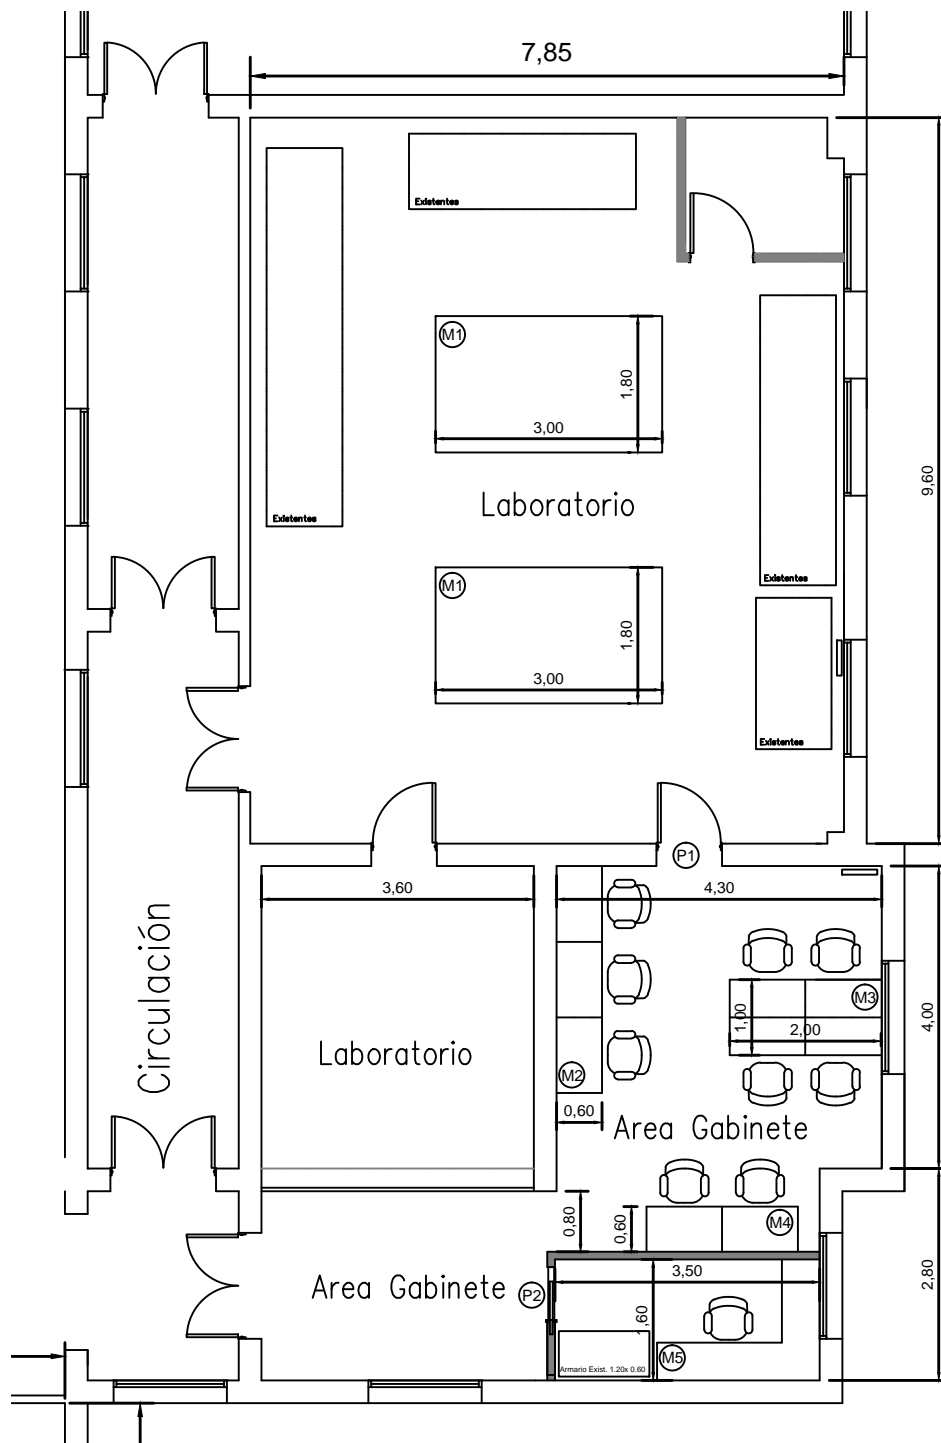 7,85
Existentes
M1
1,80
3,00
9,60
Laboratorio
Existentes
M1
Existentes
1,80
3,00
Existentes
P1
3,60
4,30
Circulación
M3
1,00
2,00
4,00
Laboratorio
M2
0,60
Area Gabinete
0,80
0,60
M4
3,50
2,80
Area Gabinete
P2
1,60
M5
Armario Exist. 1.20x 0.60